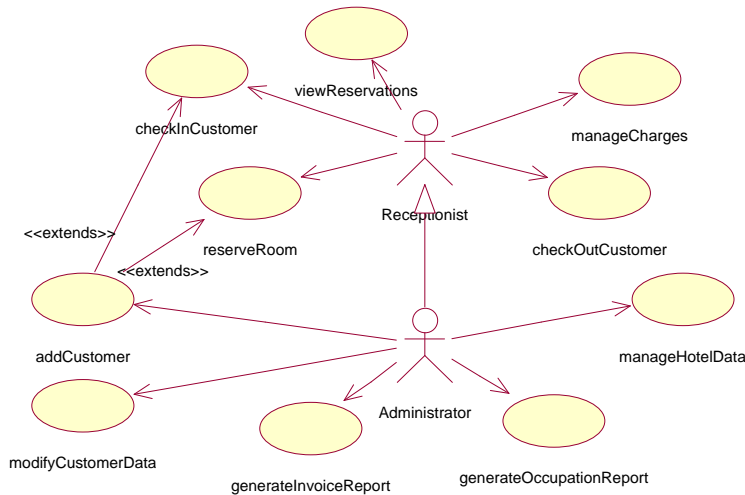 viewReservations
checkInCustomer
manageCharges
Receptionist
<<extends>>
reserveRoom
checkOutCustomer
<<extends>>
addCustomer
manageHotelData
Administrator
modifyCustomerData
generateInvoiceReport
generateOccupationReport